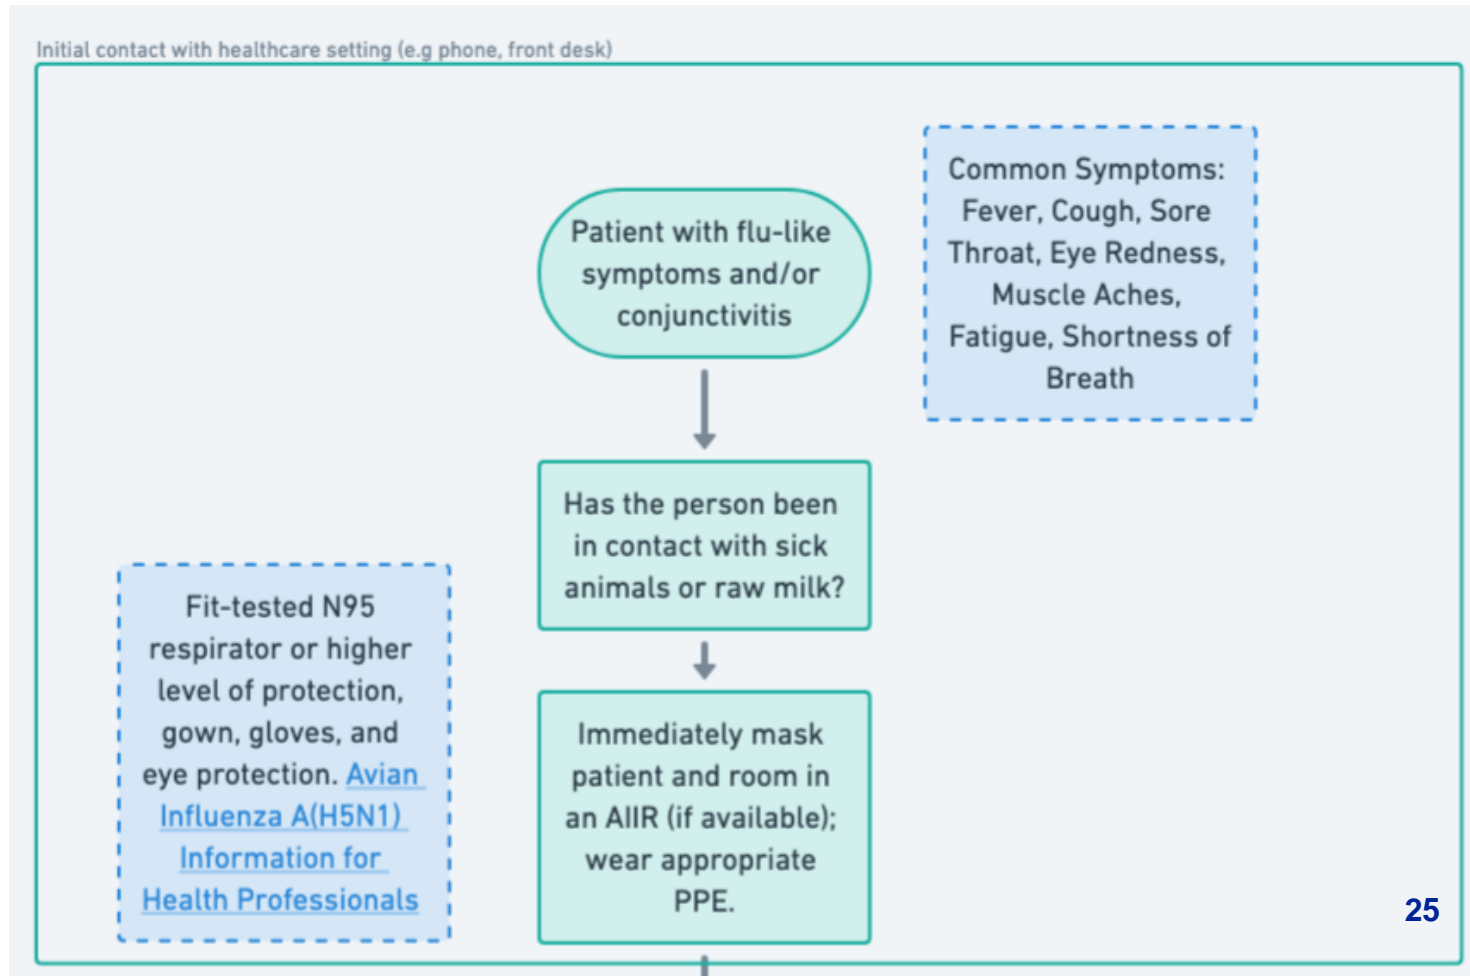 Initial contact with healthcare setting (e.g phone, front desk)
Patient with flu-like
symptoms and/or
conjunctivitis
Common Symptoms:
Fever, Cough, Sore
Throat, Eye Redness,
Muscle Aches,
Fatigue, Shortness of
Breath
Has the person been
in contact with sick
animals or raw milk?
Fit-tested N95
respirator or higher
level of protection,
gown, gloves, and
eye protection. Avian
Influenza A(H5N1)
Information for
Health Professionals
Immediately mask
patient and room in
an AIIR (if available);
wear appropriate
PPE.
25